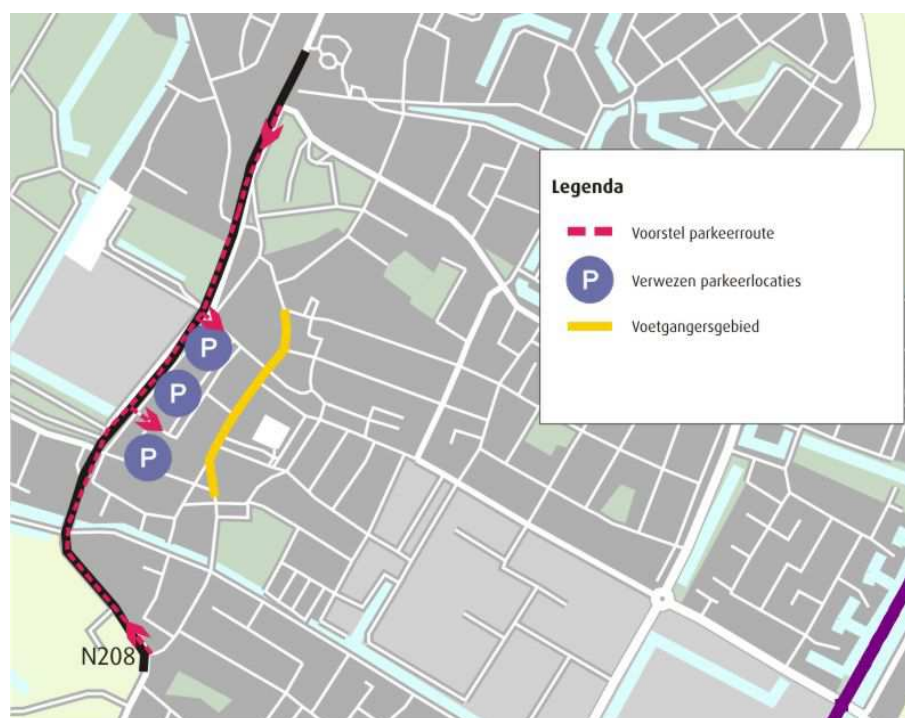 Legenda
Voorstel parkeerroute
P Verwezen parkeerlocaties
Voetgangersgebied
P
P
P
N208